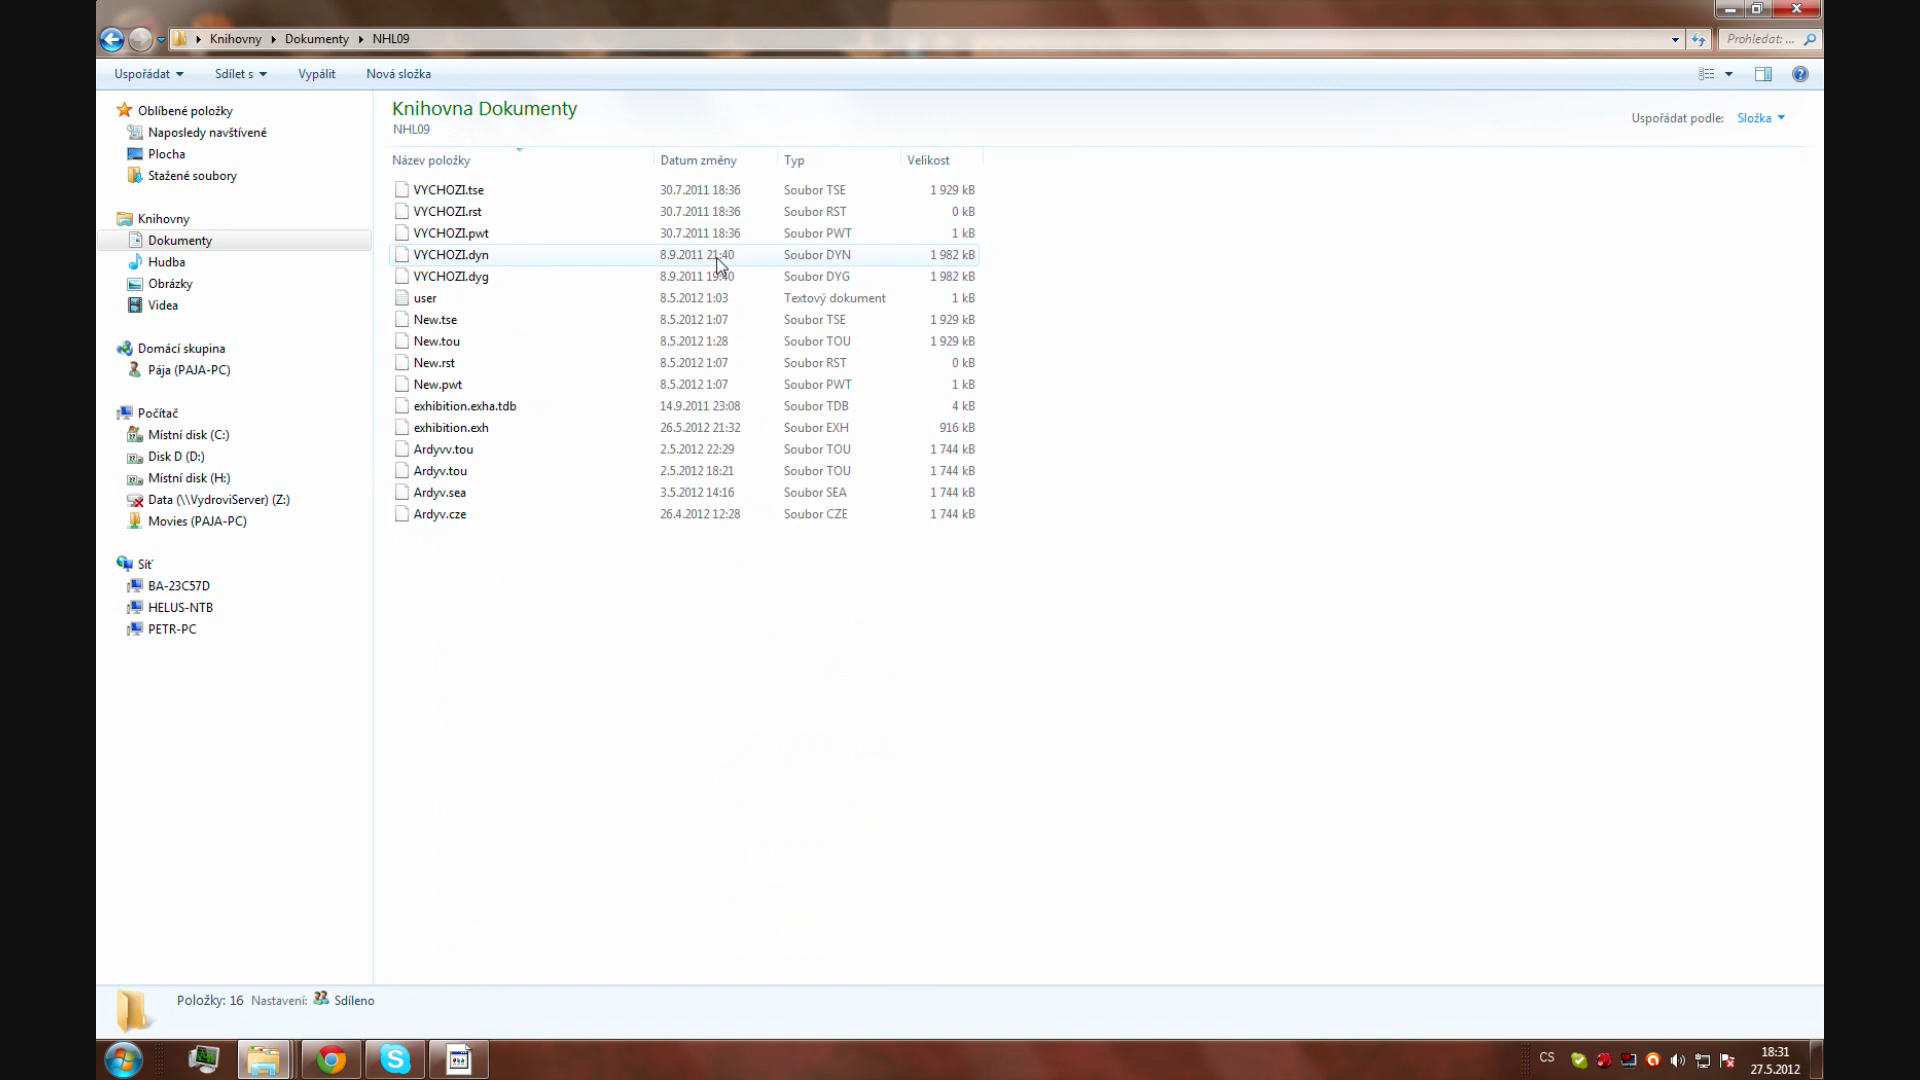 Knihovny Dokumenty NHL09
Prohledat: ...
Uspořádat Sdílet s Vypálit Nová složka
Oblíbené položky
Naposledy navštívené
Plocha
Stažené soubory
Knihovny
Dokumenty
Hudba
Obrázky
Videa
Domácí skupina
Pája (PAJA-PC)
Počítač
Místní disk (C:)
Disk D (D:)
Místní disk (H:)
Data (\\VydroviServer) (Z:)
Movies (PAJA-PC)
Síť
BA-23C57D
HELUS-NTB
PETR-PC
Knihovna Dokumenty
NHL09
Uspořádat podle: Složka
Název položky Datum změny Typ Velikost
VYCHOZI.tse 30.7.2011 18:36 Soubor TSE 1 929 kB
VYCHOZI.rst 30.7.2011 18:36 Soubor RST 0 kB
VYCHOZI.pwt 30.7.2011 18:36 Soubor PWT 1 kB
VYCHOZI.dyn 8.9.2011 21:40 Soubor DYN 1 982 kB
VYCHOZI.dyg 8.9.2011 19:40 Soubor DYG 1 982 kB
user 8.5.2012 1:03 Textový dokument 1 kB
New.tse 8.5.2012 1:07 Soubor TSE 1 929 kB
New.tou 8.5.2012 1:28 Soubor TOU 1 929 kB
New.rst 8.5.2012 1:07 Soubor RST 0 kB
New.pwt 8.5.2012 1:07 Soubor PWT 1 kB
exhibition.exha.tdb 14.9.2011 23:08 Soubor TDB 4 kB
exhibition.exh 26.5.2012 21:32 Soubor EXH 916 kB
Ardyvv.tou 2.5.2012 22:29 Soubor TOU 1 744 kB
Ardyv.tou 2.5.2012 18:21 Soubor TOU 1 744 kB
Ardyv.sea 3.5.2012 14:16 Soubor SEA 1 744 kB
Ardyv.cze 26.4.2012 12:28 Soubor CZE 1 744 kB
Položky: 16 Nastavení: Sdíleno
CS
18:31
27.5.2012